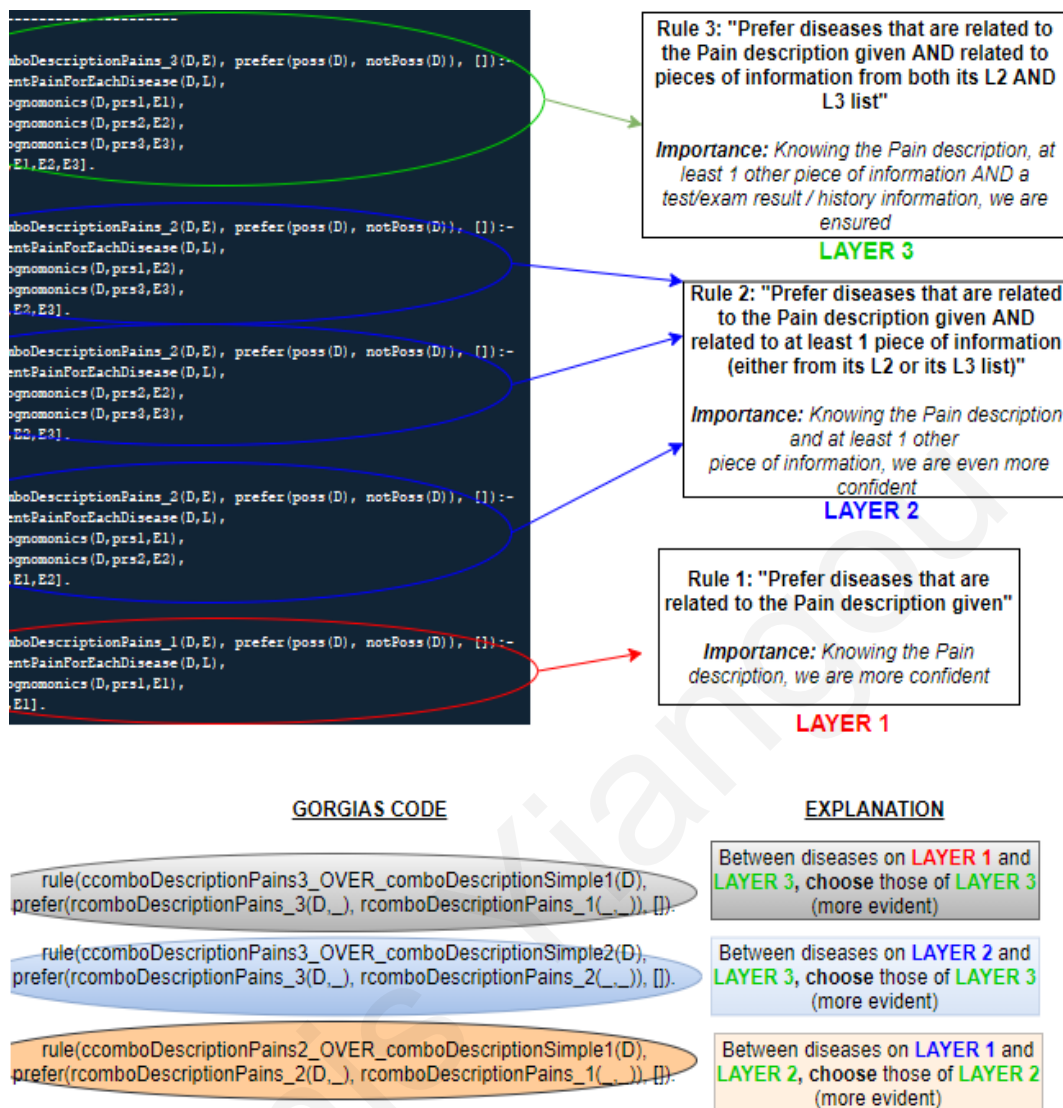 mboDescriptionPains_3(D,E), prefer(poss(D), notPoss(D)), []):-
entPainForEachDisease(D,L),
ognomonics(D,prs1,E1),
ognomonics(D,prs2,E2),
ognomonics(D,prs3,E3),
,E1,E2,E3].
mboDescriptionPains_2(D,E), prefer(poss(D), notPoss(D)), []):-
entPainForEachDisease(D,L),
ognomonics(D,prs1,E2),
ognomonics(D,prs3,E3),
,E2,E3].
mboDescriptionPains_2(D,E), prefer(poss(D), notPoss(D)), []):-
entPainForEachDisease(D,L),
ognomonics(D,prs2,E2),
ognomonics(D,prs3,E3),
,E2,E3].
mboDescriptionPains_2(D,E), prefer(poss(D), notPoss(D)), []):-
entPainForEachDisease(D,L),
ognomonics(D,prs1,E1),
ognomonics(D,prs2,E2),
,E1,E2].
mboDescriptionPains_1(D,E), prefer(poss(D), notPoss(D)), []):-
entPainForEachDisease(D,L),
ognomonics(D,prs1,E1),
,E1].
Rule 3: "Prefer diseases that are related to
the Pain description given AND related to
pieces of information from both its L2 AND
L3 list"
Importance: Knowing the Pain description, at
least 1 other piece of information AND a
test/exam result / history information, we are
ensured
LAYER 3
Rule 2: "Prefer diseases that are related
to the Pain description given AND
related to at least 1 piece of information
(either from its L2 or its L3 list)"
Importance: Knowing the Pain description
and at least 1 other
piece of information, we are even more
confident
LAYER 2
Rule 1: "Prefer diseases that are
related to the Pain description given"
Importance: Knowing the Pain
description, we are more confident
LAYER 1
GORGIAS CODE
EXPLANATION
rule(ccomboDescriptionPains3_OVER_comboDescriptionSimple1(D),
prefer(rcomboDescriptionPains_3(D,_), rcomboDescriptionPains_1(_,_)), []).
Between diseases on LAYER 1 and
LAYER 3, choose those of LAYER 3
(more evident)
rule(ccomboDescriptionPains3_OVER_comboDescriptionSimple2(D),
prefer(rcomboDescriptionPains_3(D,_), rcomboDescriptionPains_2(_,_)), []).
Between diseases on LAYER 2 and
LAYER 3, choose those of LAYER 3
(more evident)
rule(ccomboDescriptionPains2_OVER_comboDescriptionSimple1(D),
prefer(rcomboDescriptionPains_2(D,_), rcomboDescriptionPains_1(_,_)), []).
Between diseases on LAYER 1 and
LAYER 2, choose those of LAYER 2
(more evident)